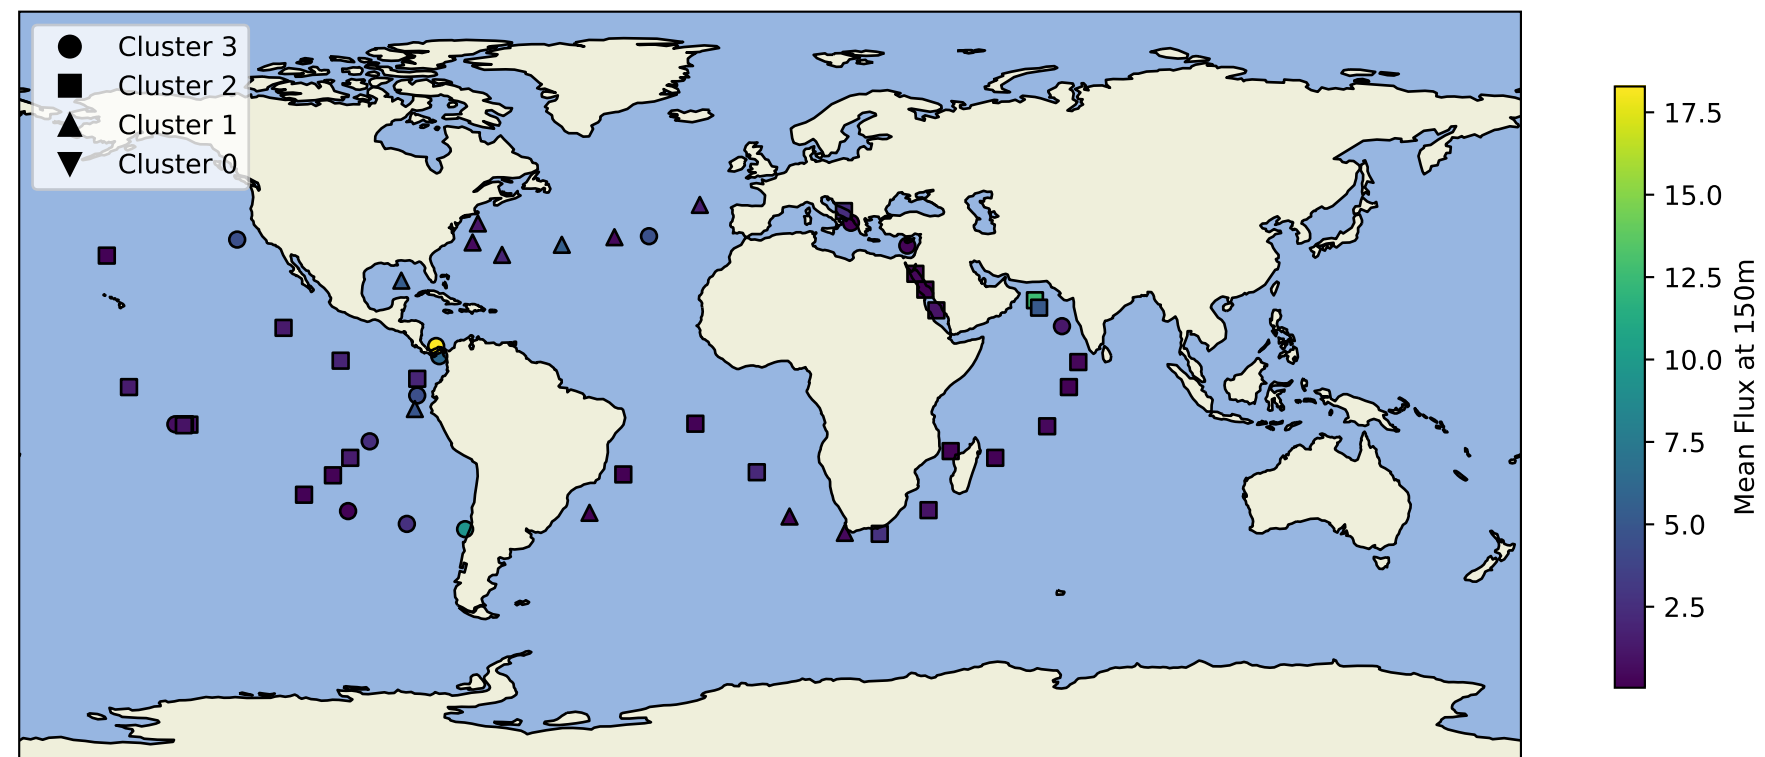 Cluster 3
Cluster 2
Cluster 1
Cluster 0
17.5
15.0
12.5
10.0
7.5
5.0
2.5
Mean Flux at 150m